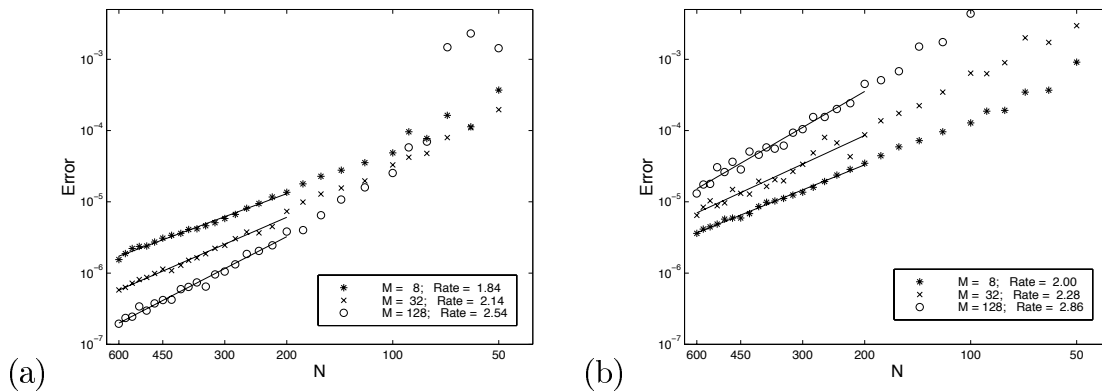 10^-3
10^-4
10^-5
10^-6
10^-7
Error
600 450 300 200 100 50
N
M = 8; Rate = 1.84
M = 32; Rate = 2.14
M = 128; Rate = 2.54
(a)
10^-3
10^-4
10^-5
10^-6
10^-7
Error
600 450 300 200 100 50
N
M = 8; Rate = 2.00
M = 32; Rate = 2.28
M = 128; Rate = 2.86
(b)